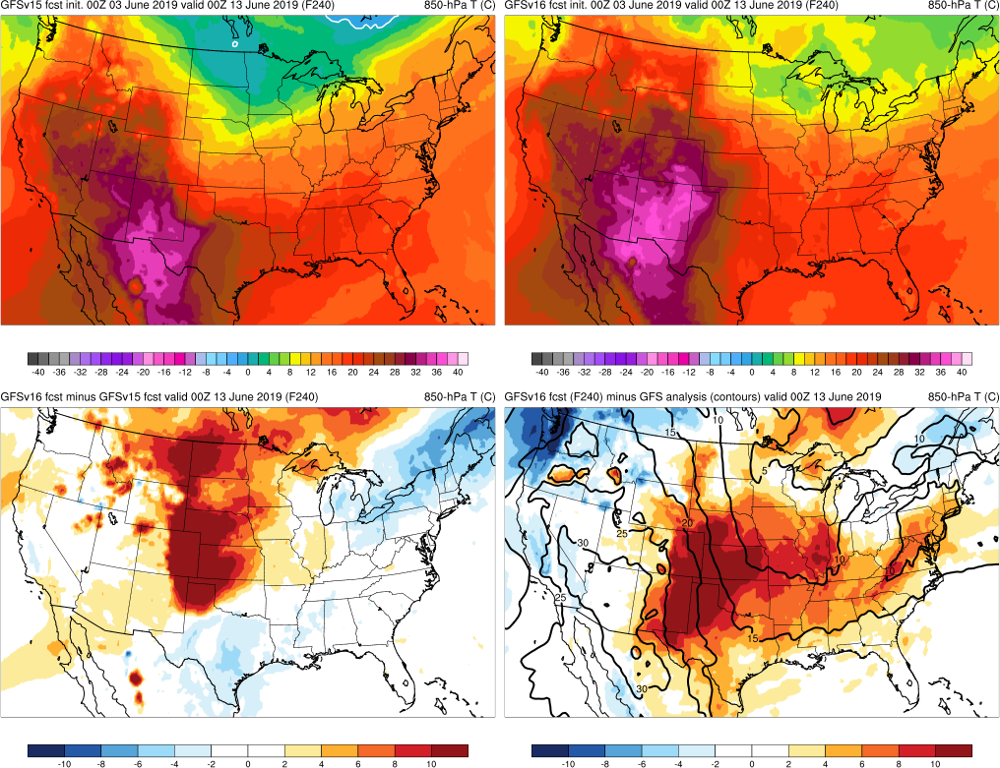 GFSv15 fcst init. 00Z 03 June 2019 valid 00Z 13 June 2019 (F240) 850-hPa T (C)
GFSv16 fcst init. 00Z 03 June 2019 valid 00Z 13 June 2019 (F240) 850-hPa T (C)
-40 -36 -32 -28 -24 -20 -16 -12 -8 -4 0 4 8 12 16 20 24 28 32 36 40
-40 -36 -32 -28 -24 -20 -16 -12 -8 -4 0 4 8 12 16 20 24 28 32 36 40
GFSv16 fcst minus GFSv15 fcst valid 00Z 13 June 2019 (F240) 850-hPa T (C)
GFSv16 fcst (F240) minus GFS analysis (contours) valid 00Z 13 June 2019 850-hPa T (C)
10
15
10
5
10
20
25
30
10
10
25
15
30
-10 -8 -6 -4 -2 0 2 4 6 8 10
-10 -8 -6 -4 -2 0 2 4 6 8 10